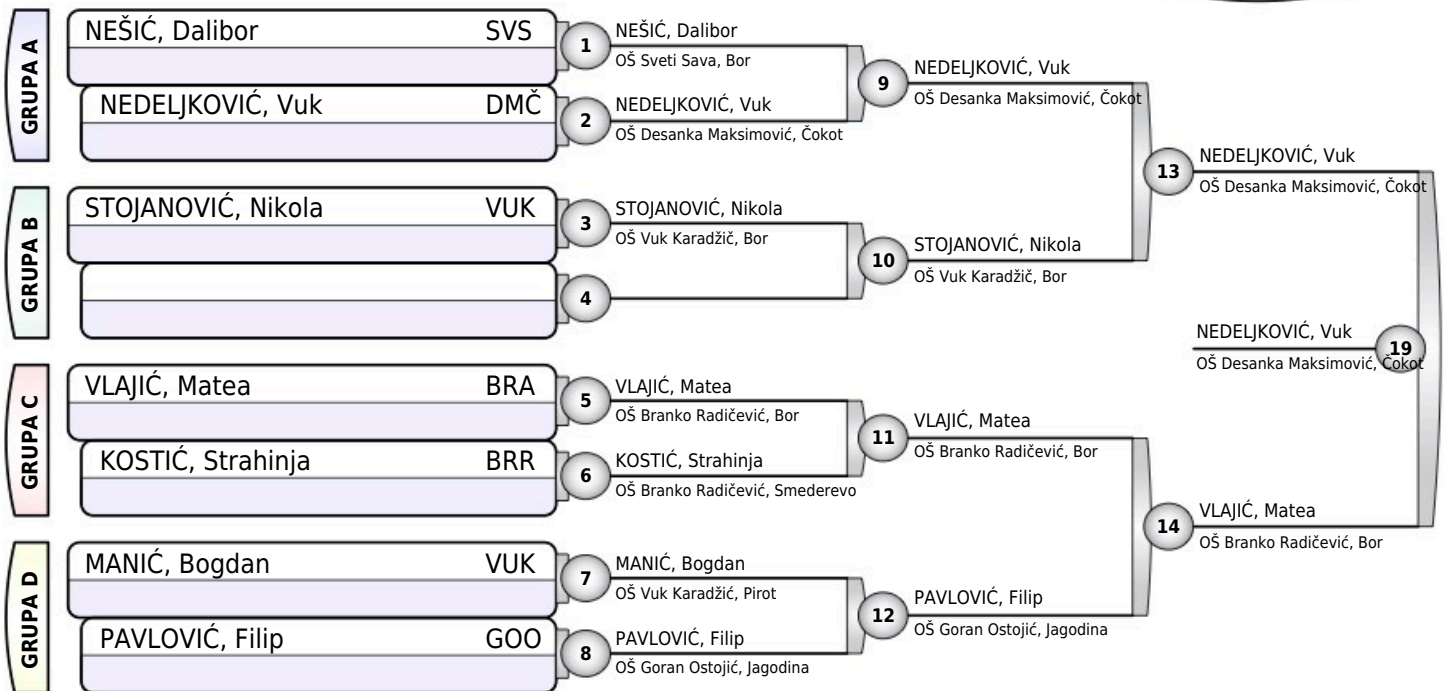 GRUPA A
NEŠIĆ, Dalibor SVS
1
NEŠIĆ, Dalibor
OŠ Sveti Sava, Bor
NEDELJKOVIĆ, Vuk DMČ
2
NEDELJKOVIĆ, Vuk
OŠ Desanka Maksimović, Čokot
9
NEDELJKOVIĆ, Vuk
OŠ Desanka Maksimović, Čokot
GRUPA B
STOJANOVIĆ, Nikola VUK
3
STOJANOVIĆ, Nikola
OŠ Vuk Karadžič, Bor
4
10
STOJANOVIĆ, Nikola
OŠ Vuk Karadžič, Bor
13
NEDELJKOVIĆ, Vuk
OŠ Desanka Maksimović, Čokot
GRUPA C
VLAJIĆ, Matea BRA
5
VLAJIĆ, Matea
OŠ Branko Radičević, Bor
KOSTIĆ, Strahinja BRR
6
KOSTIĆ, Strahinja
OŠ Branko Radičević, Smederevo
11
VLAJIĆ, Matea
OŠ Branko Radičević, Bor
GRUPA D
MANIĆ, Bogdan VUK
7
MANIĆ, Bogdan
OŠ Vuk Karadžić, Pirot
PAVLOVIĆ, Filip GOO
8
PAVLOVIĆ, Filip
OŠ Goran Ostojić, Jagodina
12
PAVLOVIĆ, Filip
OŠ Goran Ostojić, Jagodina
14
VLAJIĆ, Matea
OŠ Branko Radičević, Bor
NEDELJKOVIĆ, Vuk
19
OŠ Desanka Maksimović, Čokot